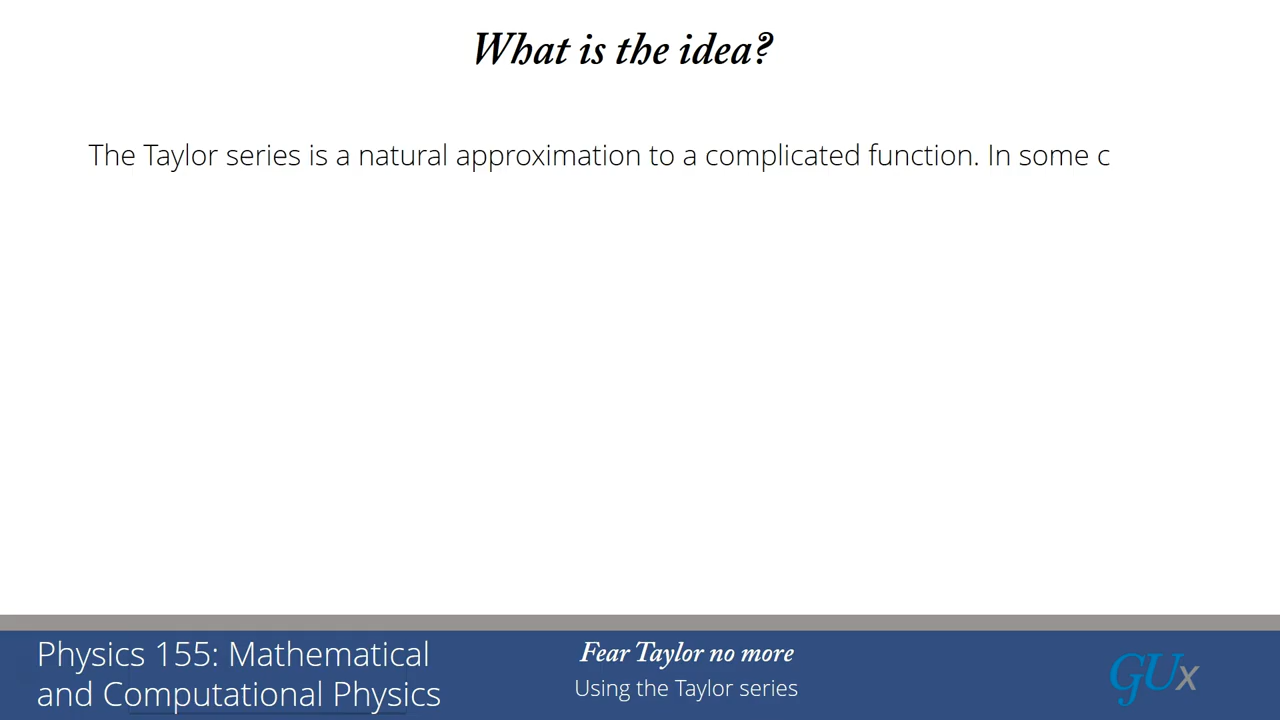 What is the idea?
The Taylor series is a natural approximation to a complicated function. In some c
Physics 155: Mathematical
and Computational Physics
Fear Taylor no more
Using the Taylor series
GUx